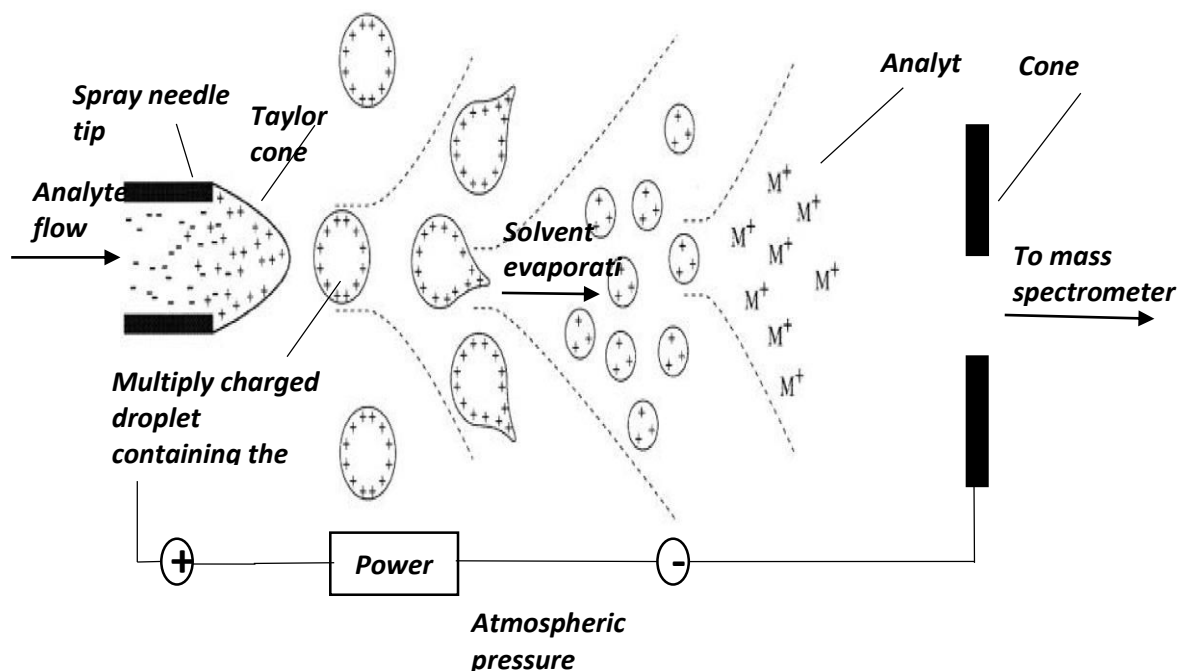 Spray needle
tip
Taylor
cone
Analyte
flow
Multiply charged
droplet
containing the
Solvent
evaporati
Analyt
Cone
M⁺
M⁺
M⁺
M⁺
M⁺
M⁺
M⁺
M⁺
M⁺
To mass
spectrometer
+
Power
-
Atmospheric
pressure